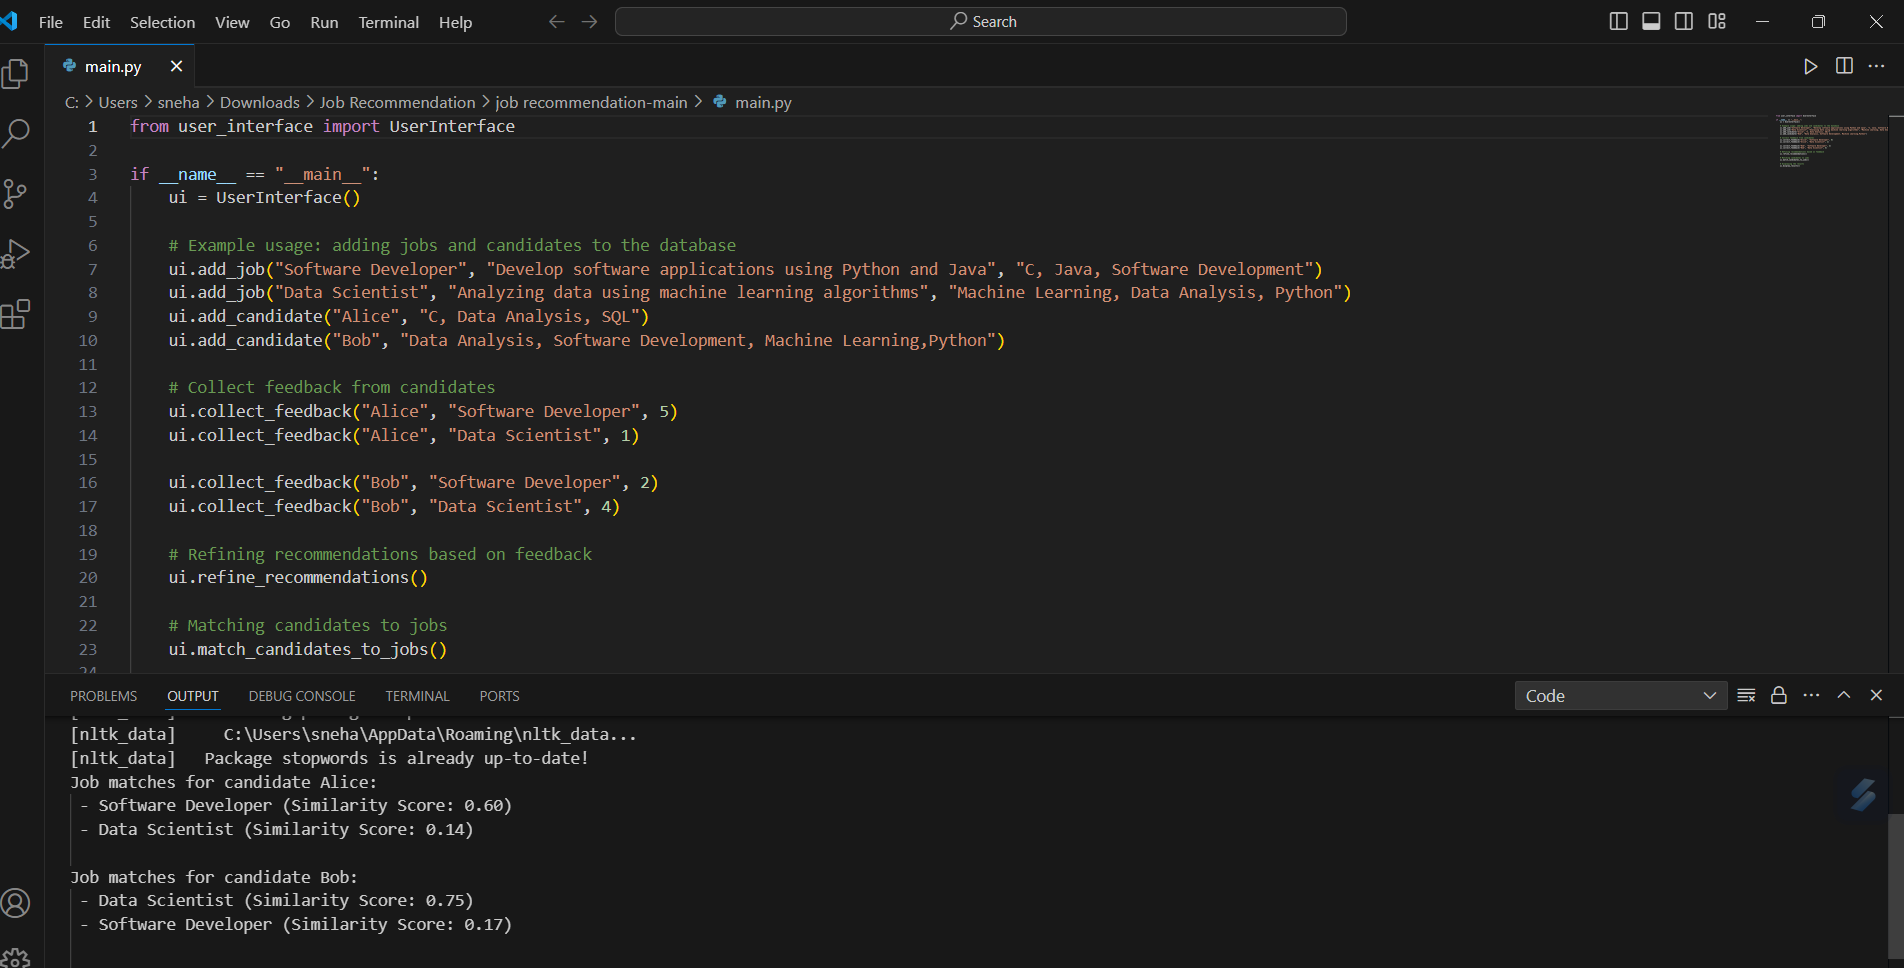 File Edit Selection View Go Run Terminal Help
Search
main.py
C: > Users > sneha > Downloads > Job Recommendation > job recommendation-main > main.py
1 from user_interface import UserInterface
2
3 if __name__ == "__main__":
4 ui = UserInterface()
5
6 # Example usage: adding jobs and candidates to the database
7 ui.add_job("Software Developer", "Develop software applications using Python and Java", "C, Java, Software Development")
8 ui.add_job("Data Scientist", "Analyzing data using machine learning algorithms", "Machine Learning, Data Analysis, Python")
9 ui.add_candidate("Alice", "C, Data Analysis, SQL")
10 ui.add_candidate("Bob", "Data Analysis, Software Development, Machine Learning,Python")
11
12 # Collect feedback from candidates
13 ui.collect_feedback("Alice", "Software Developer", 5)
14 ui.collect_feedback("Alice", "Data Scientist", 1)
15
16 ui.collect_feedback("Bob", "Software Developer", 2)
17 ui.collect_feedback("Bob", "Data Scientist", 4)
18
19 # Refining recommendations based on feedback
20 ui.refine_recommendations()
21
22 # Matching candidates to jobs
23 ui.match_candidates_to_jobs()
24
PROBLEMS OUTPUT DEBUG CONSOLE TERMINAL PORTS
Code
[nltk_data] C:\Users\sneha\AppData\Roaming\nltk_data...
[nltk_data] Package stopwords is already up-to-date!
Job matches for candidate Alice:
- Software Developer (Similarity Score: 0.60)
- Data Scientist (Similarity Score: 0.14)
Job matches for candidate Bob:
- Data Scientist (Similarity Score: 0.75)
- Software Developer (Similarity Score: 0.17)